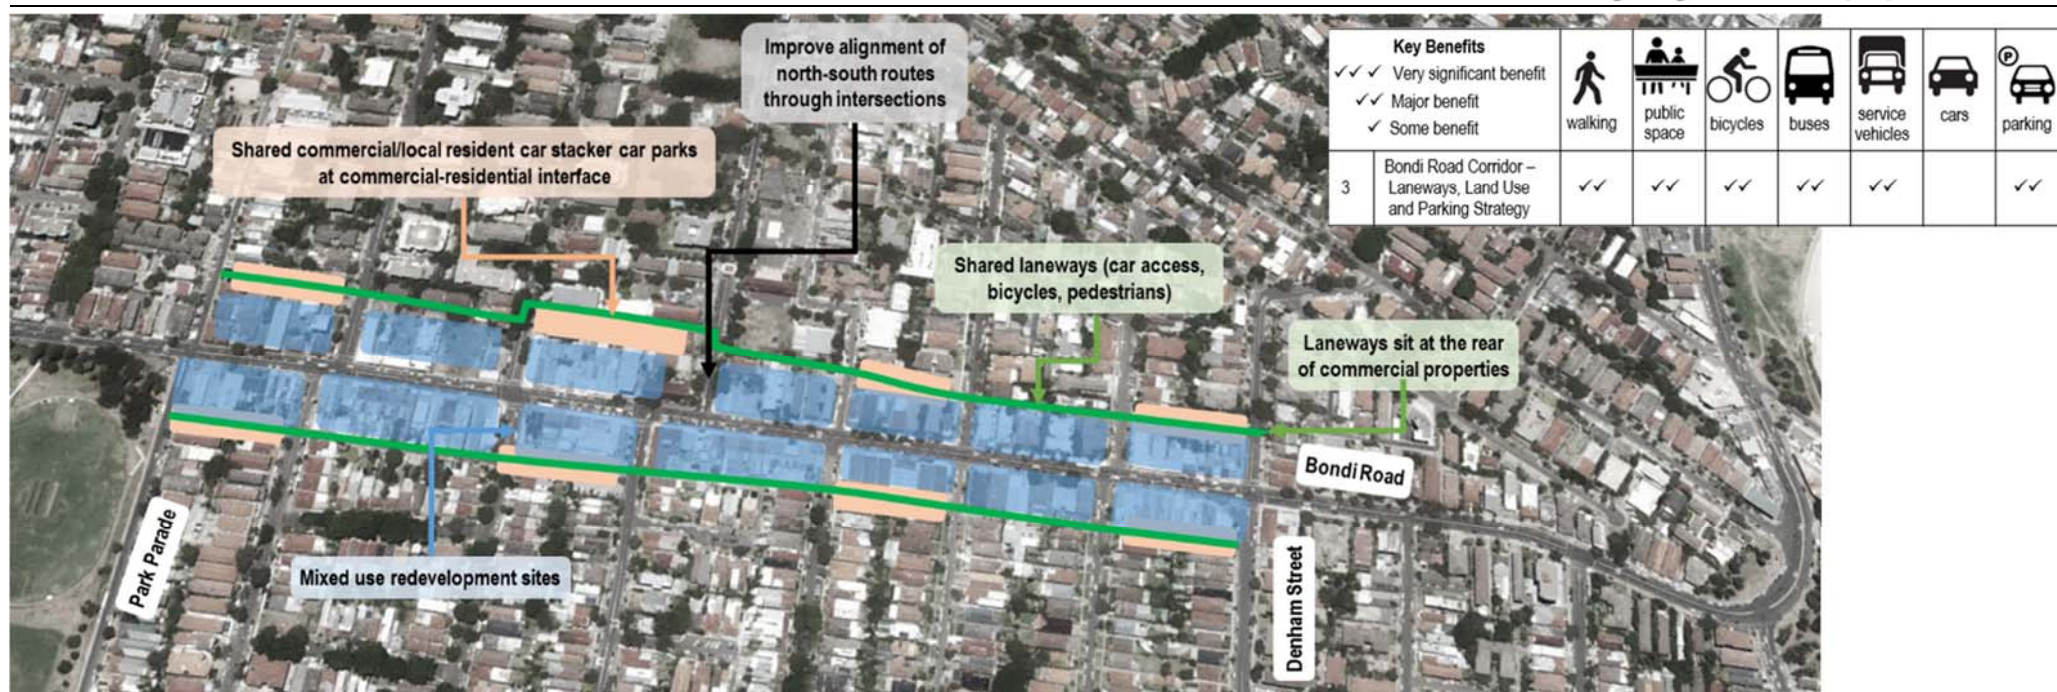 Improve alignment of
north-south routes
through intersections
Shared commercial/local resident car stacker car parks
at commercial-residential interface
Shared laneways (car access,
bicycles, pedestrians)
Laneways sit at the rear
of commercial properties
Mixed use redevelopment sites
Park Parade
Bondi Road
Denham Street
Key Benefits
✓✓✓ Very significant benefit
✓✓ Major benefit
✓ Some benefit
walking
public
space
bicycles
buses
service
vehicles
cars
P
parking
3
Bondi Road Corridor –
Laneways, Land Use
and Parking Strategy
✓✓ ✓✓ ✓✓ ✓✓ ✓✓ ✓✓